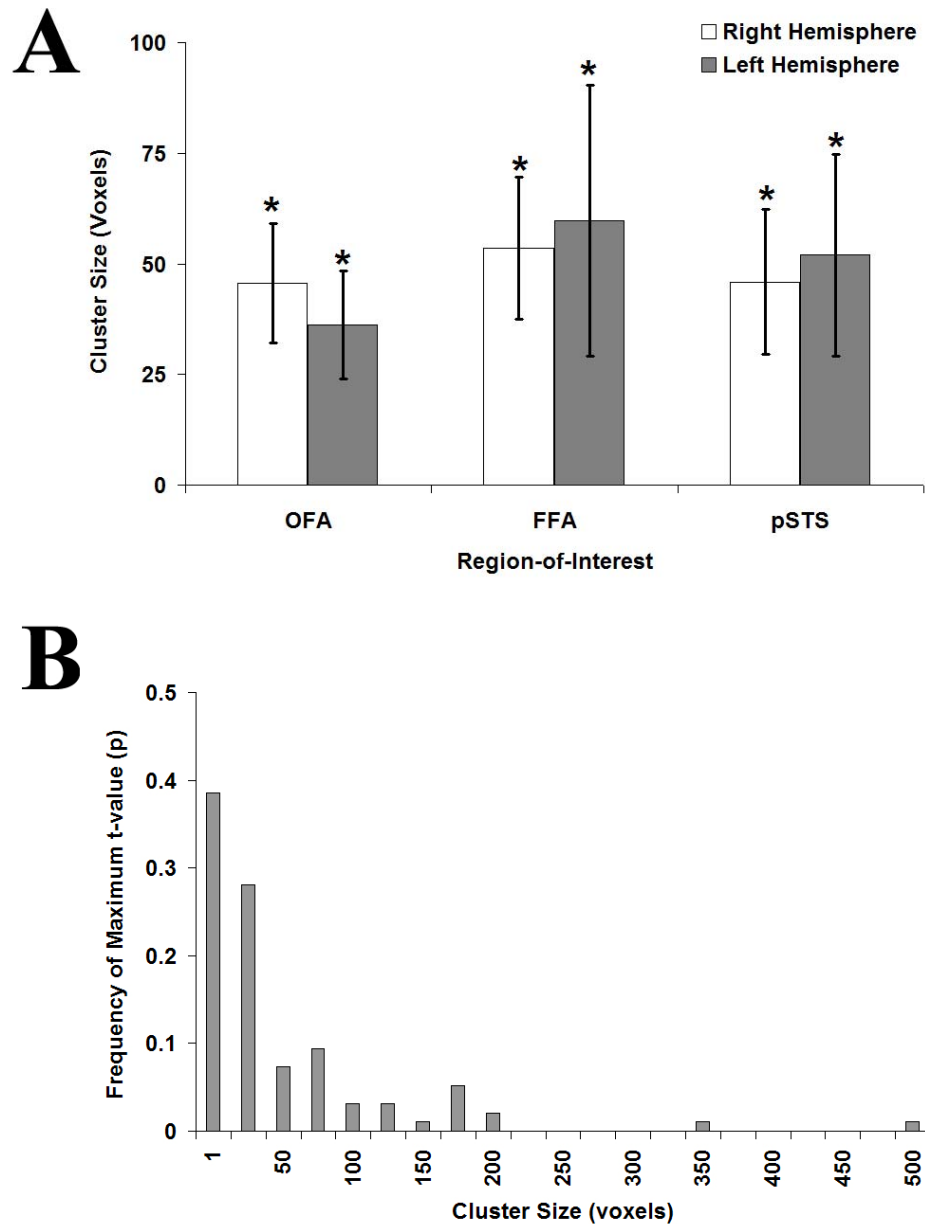 A
100
75
50
25
0
Cluster Size (Voxels)
Right Hemisphere
Left Hemisphere
*
*
*
*
*
*
OFA
FFA
pSTS
Region-of-Interest
B
0.5
0.4
0.3
0.2
0.1
0
Frequency of Maximum t-value (p)
1
50
100
150
200
250
300
350
400
450
500
Cluster Size (voxels)